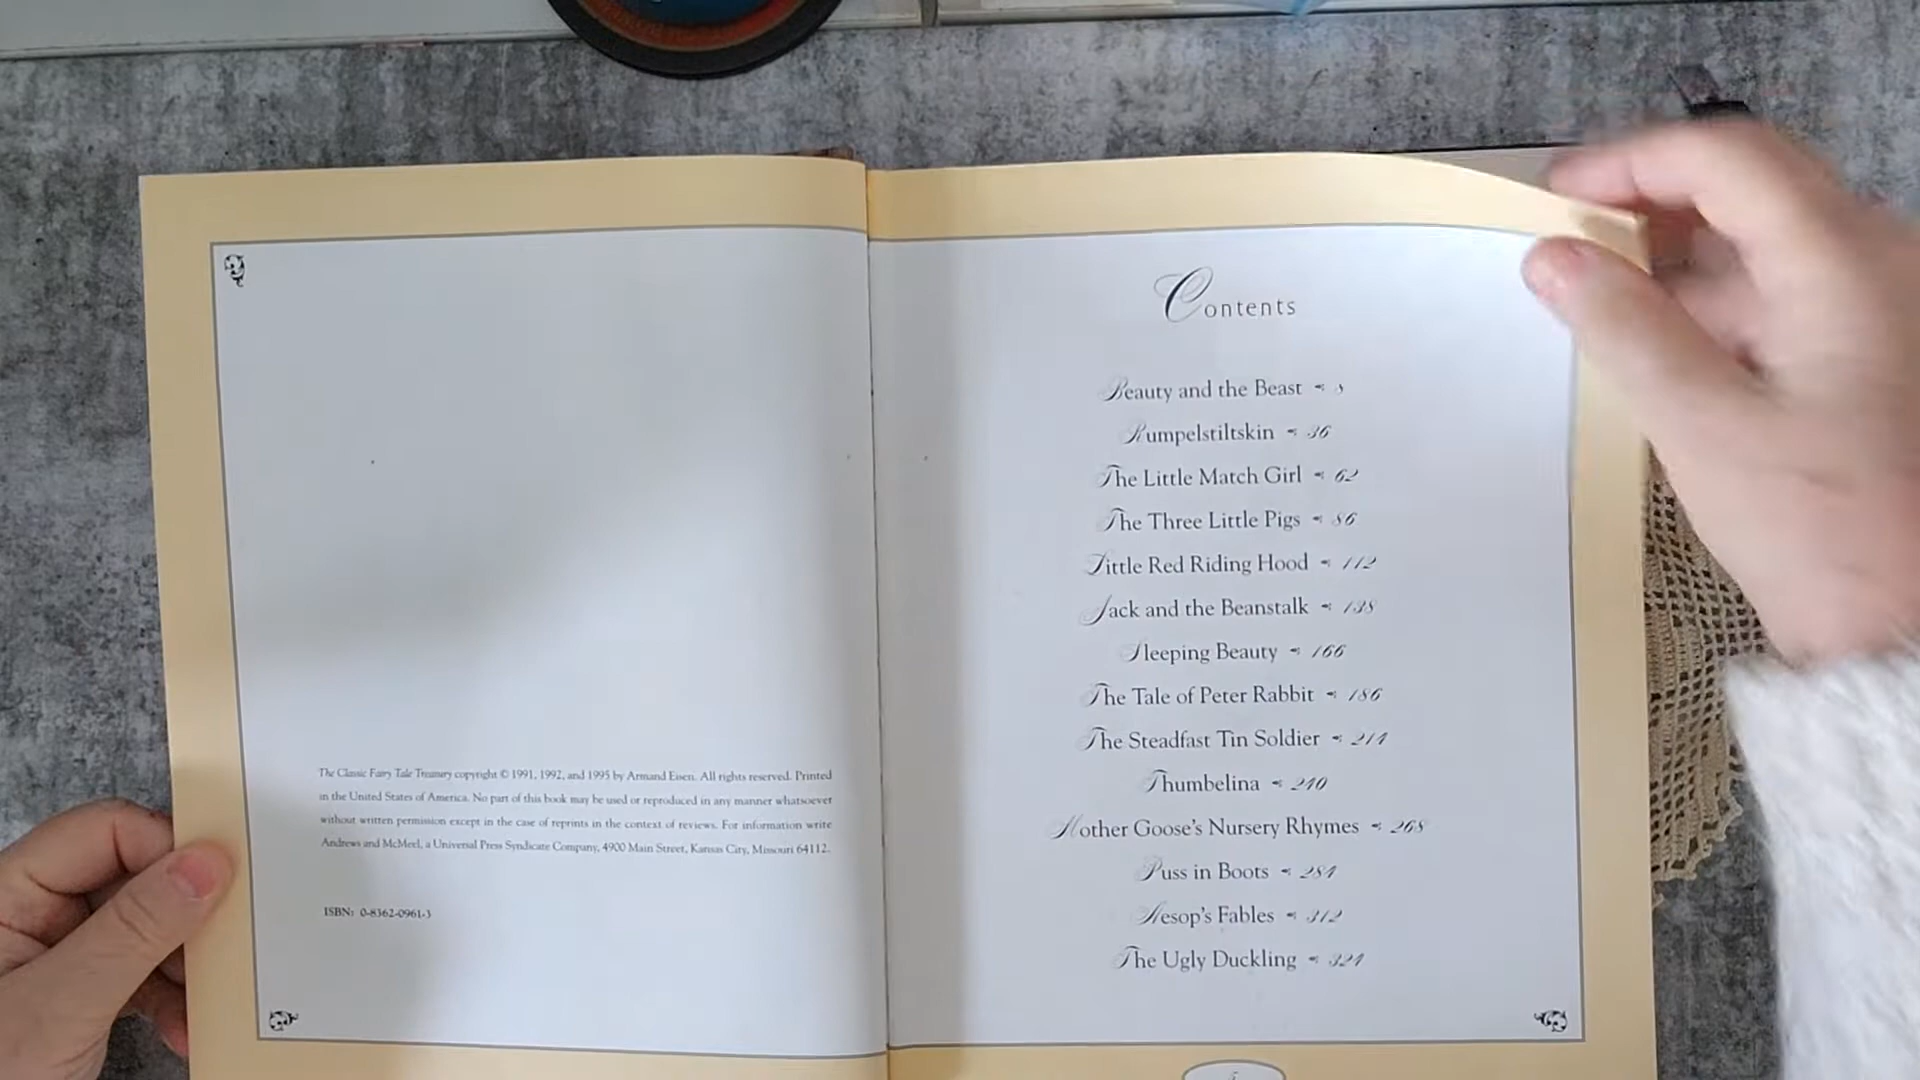 The Classic Fairy Tale Treasury copyright © 1991, 1992, and 1995 by Armand Eisen. All rights reserved. Printed
in the United States of America. No part of this book may be used or reproduced in any manner whatsoever
without written permission except in the case of reprints in the context of reviews. For information write
Andrews and McMeel, a Universal Press Syndicate Company, 4900 Main Street, Kansas City, Missouri 64112.
ISBN: 0-8362-0961-3
Contents
Beauty and the Beast
Rumpelstiltskin 36
The Little Match Girl 62
The Three Little Pigs 86
Little Red Riding Hood 112
Jack and the Beanstalk 138
Sleeping Beauty 166
The Tale of Peter Rabbit 186
The Steadfast Tin Soldier 214
Thumbelina 240
Mother Goose's Nursery Rhymes 268
Puss in Boots 284
Aesop's Fables 312
The Ugly Duckling 324